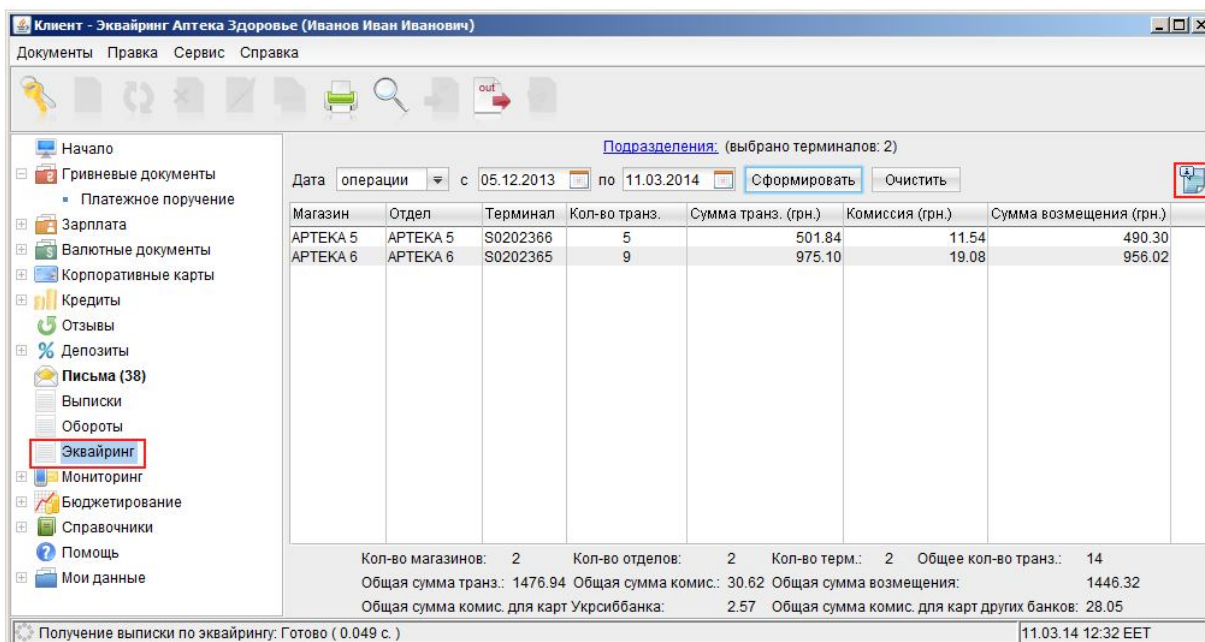 Клиент - Эквайринг Аптека Здоровье (Иванов Иван Иванович)
Документы Правка Сервис Справка
out
Начало
Гривневые документы
Платежное поручение
Зарплата
Валютные документы
Корпоративные карты
Кредиты
Отзывы
% Депозиты
Письма (38)
Выписки
Обороты
Эквайринг
Мониторинг
Бюджетирование
Справочники
Помощь
Мои данные
Подразделения: (выбрано терминалов: 2)
Дата операции с 05.12.2013 по 11.03.2014 Сформировать Очистить
Магазин Отдел Терминал Кол-во транз. Сумма транз. (грн.) Комиссия (грн.) Сумма возмещения (грн.)
АРТЕКА 5 АРТЕКА 5 S0202366 5 501.84 11.54 490.30
АРТЕКА 6 АРТЕКА 6 S0202365 9 975.10 19.08 956.02
Кол-во магазинов: 2 Кол-во отделов: 2 Кол-во терм.: 2 Общее кол-во транз.: 14
Общая сумма транз.: 1476.94 Общая сумма комис.: 30.62 Общая сумма возмещения: 1446.32
Общая сумма комис. для карт Укрсиббанка: 2.57 Общая сумма комис. для карт других банков: 28.05
Получение выписки по эквайрингу: Готово ( 0.049 с. ) 11.03.14 12:32 EET